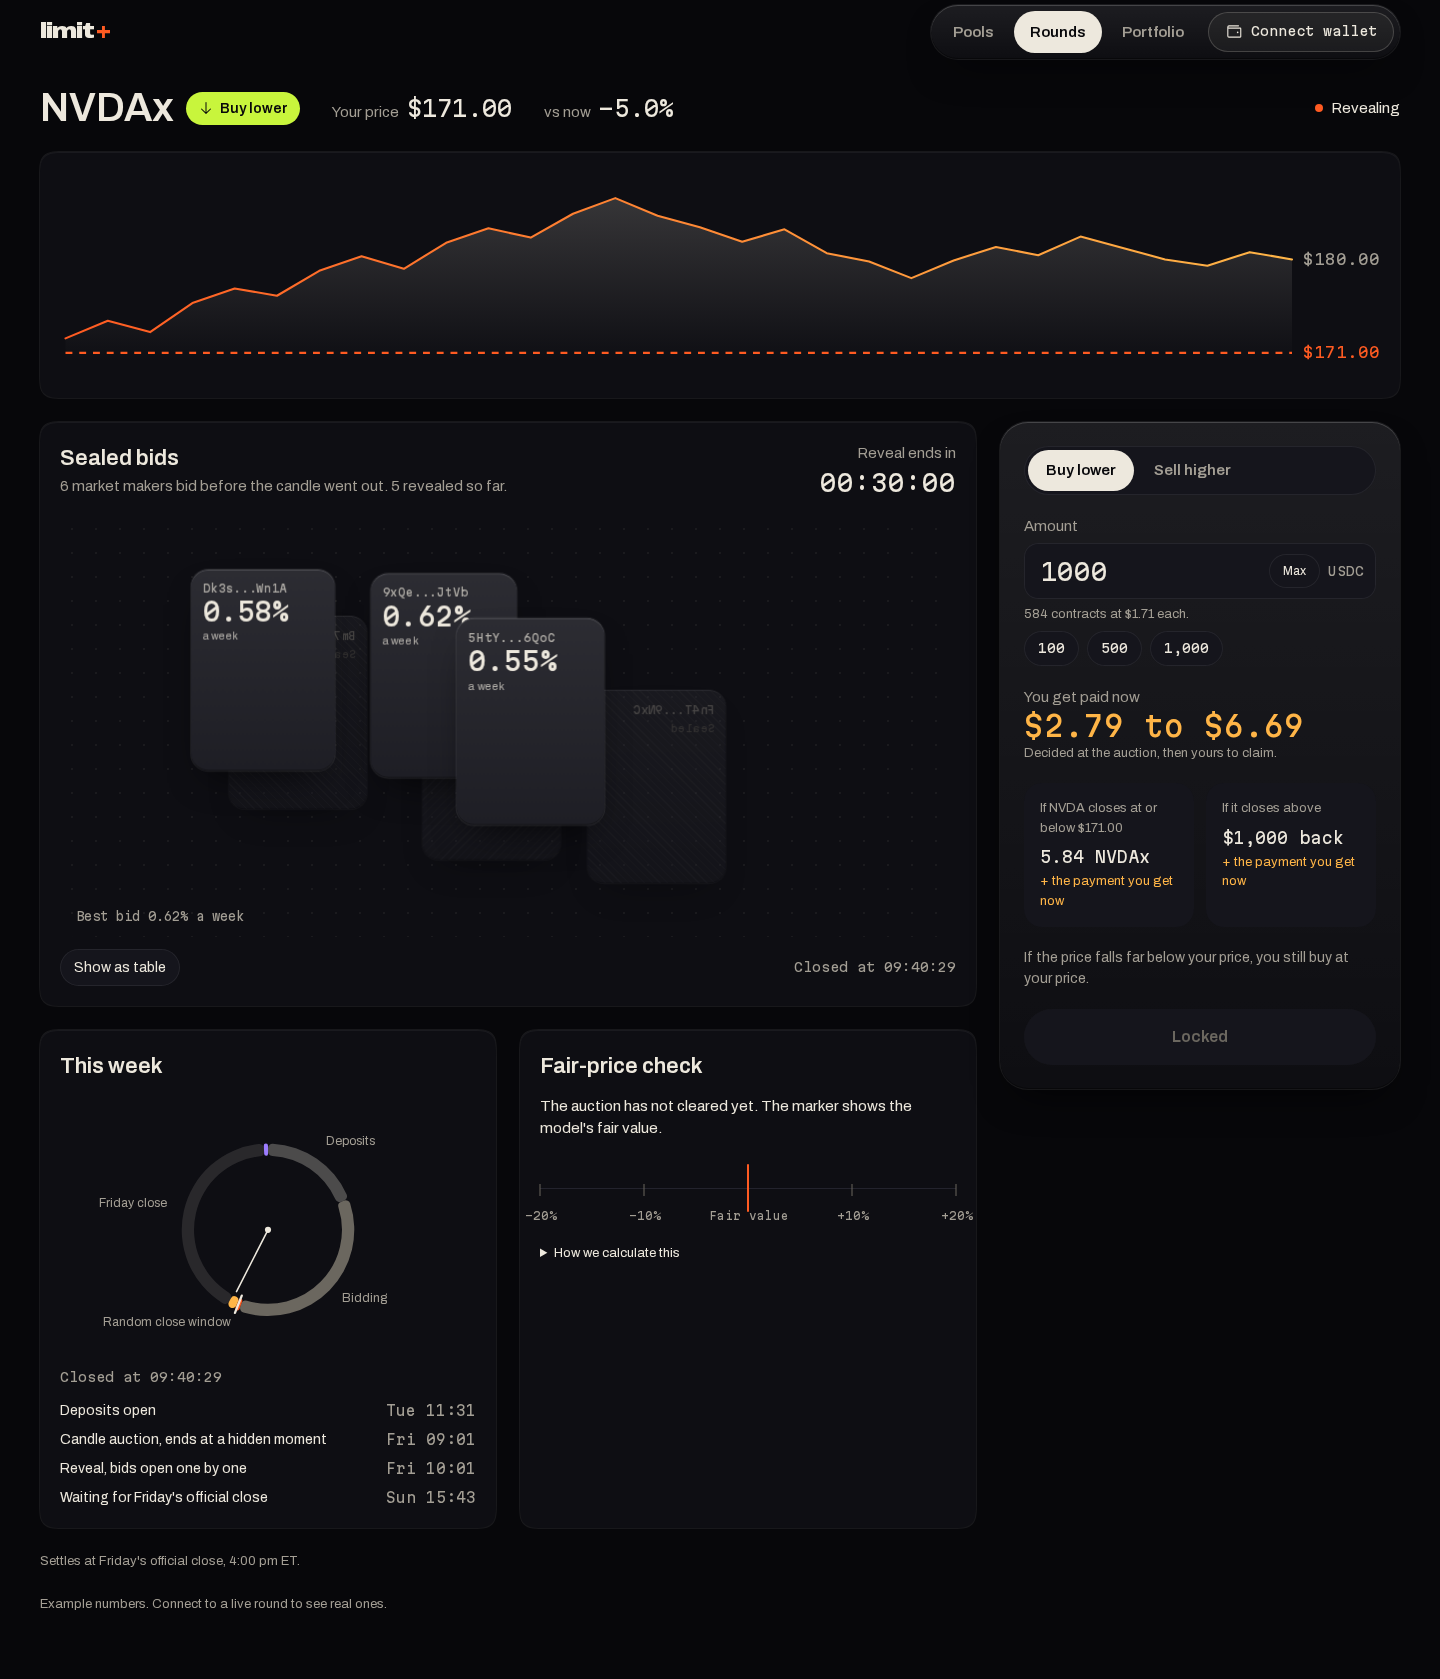 limit+
Pools Rounds Portfolio Connect wallet
NVDAx Buy lower Your price $171.00 vs now −5.0% Revealing
$180.00
$171.00
Sealed bids
6 market makers bid before the candle went out. 5 revealed so far.
Reveal ends in
00:30:00
Dk3s...Wn1A
0.58%
a week
9xQe...JtVb
0.62%
a week
5HtY...6QoC
0.55%
a week
Fn4T...9NxC
Sealed
Best bid 0.62% a week
Show as table
Closed at 09:40:29
Buy lower Sell higher
Amount
1000 Max USDC
584 contracts at $1.71 each.
100 500 1,000
You get paid now
$2.79 to $6.69
Decided at the auction, then yours to claim.
If NVDA closes at or
below $171.00
5.84 NVDAx
+ the payment you get
now
If it closes above
$1,000 back
+ the payment you get
now
If the price falls far below your price, you still buy at
your price.
Locked
This week
Deposits
Friday close
Bidding
Random close window
Closed at 09:40:29
Deposits open Tue 11:31
Candle auction, ends at a hidden moment Fri 09:01
Reveal, bids open one by one Fri 10:01
Waiting for Friday's official close Sun 15:43
Fair-price check
The auction has not cleared yet. The marker shows the
model's fair value.
−20% −10% Fair value +10% +20%
How we calculate this
Settles at Friday's official close, 4:00 pm ET.
Example numbers. Connect to a live round to see real ones.